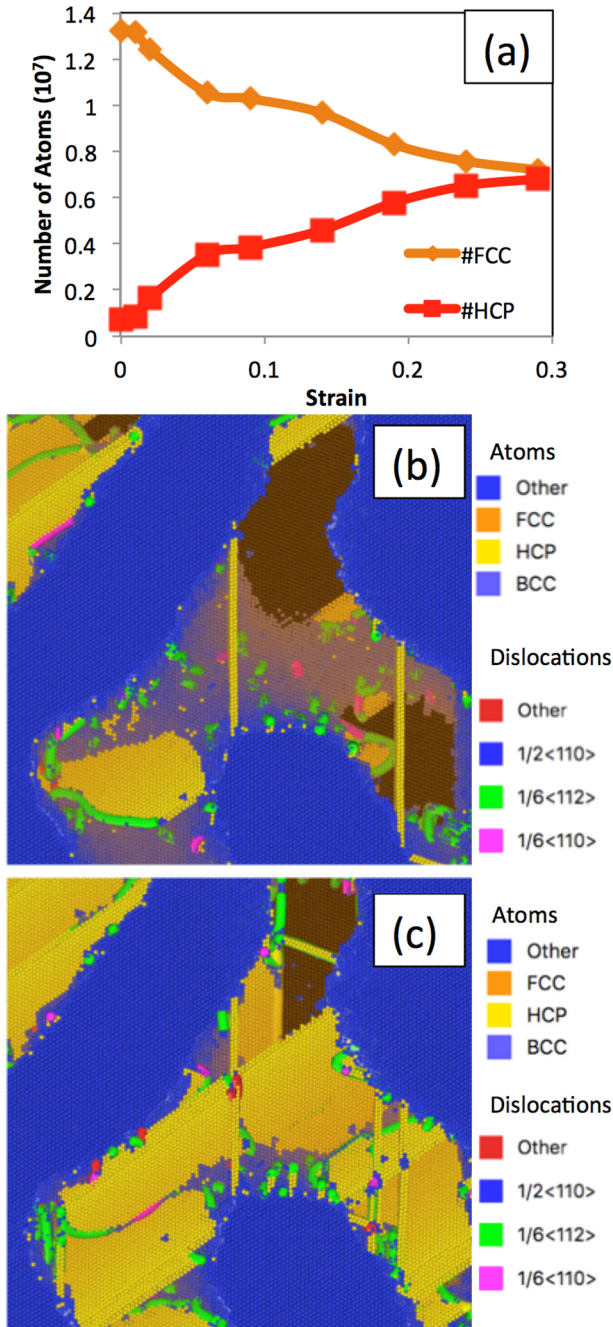 (a)
Number of Atoms (10⁷)
1.4
1.2
1
0.8
0.6
0.4
0.2
0
#FCC
#HCP
0 0.1 0.2 0.3
Strain
(b)
Atoms
Other
FCC
HCP
BCC
Dislocations
Other
1/2<110>
1/6<112>
1/6<110>
(c)
Atoms
Other
FCC
HCP
BCC
Dislocations
Other
1/2<110>
1/6<112>
1/6<110>